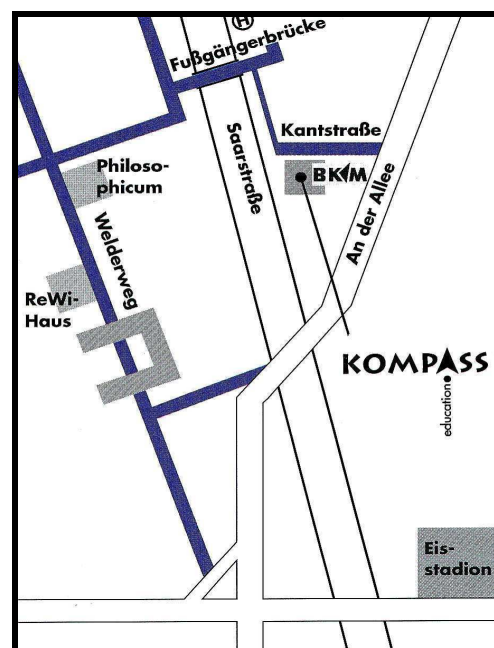 H
Fußgängerbrücke
Kantstraße
Saarstraße
BKM
An der Allee
Philoso-
phicum
Welderweg
ReWi-
Haus
KOMPASS
education
Eis-
stadion